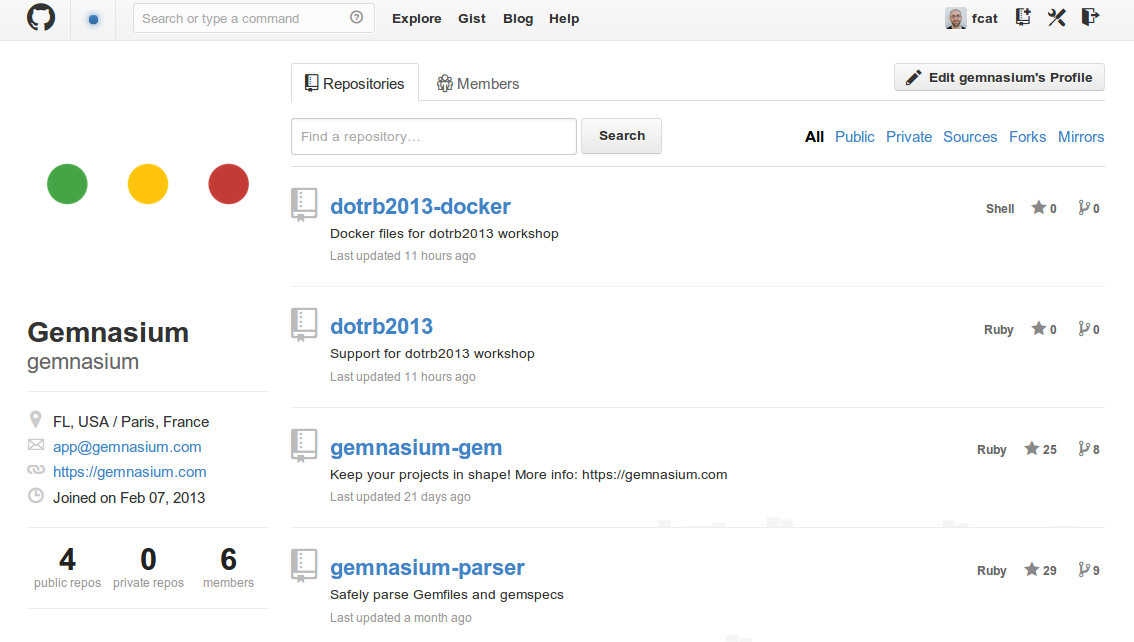 Search or type a command
Explore Gist Blog Help
fcat
Repositories Members
Edit gemnasium's Profile
Find a repository... Search
All Public Private Sources Forks Mirrors
dotrb2013-docker
Shell 0 0
Docker files for dotrb2013 workshop
Last updated 11 hours ago
dotrb2013
Ruby 0 0
Support for dotrb2013 workshop
Last updated 11 hours ago
gemnasium-gem
Ruby 25 8
Keep your projects in shape! More info: https://gemnasium.com
Last updated 21 days ago
gemnasium-parser
Ruby 29 9
Safely parse Gemfiles and gemspecs
Last updated a month ago
Gemnasium
gemnasium
FL, USA / Paris, France
app@gemnasium.com
https://gemnasium.com
Joined on Feb 07, 2013
4 0 6
public repos private repos members